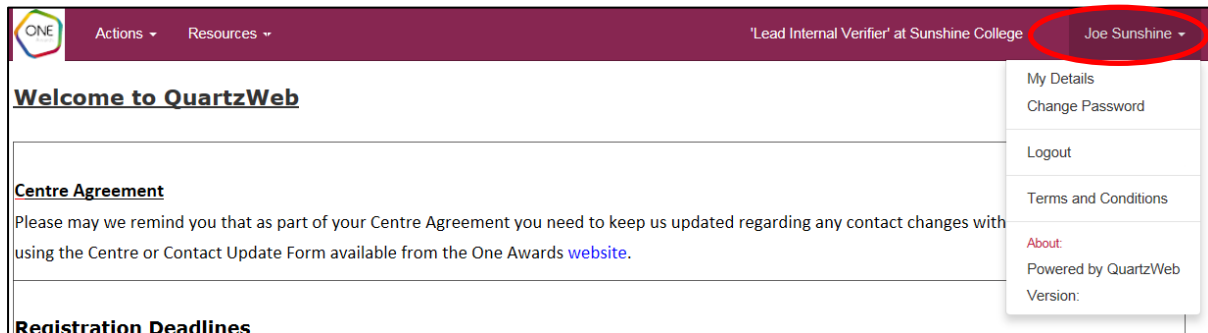 ONE
Actions
Resources
'Lead Internal Verifier' at Sunshine College
Joe Sunshine
My Details
Change Password
Logout
Terms and Conditions
About:
Powered by QuartzWeb
Version:
Welcome to QuartzWeb
Centre Agreement
Please may we remind you that as part of your Centre Agreement you need to keep us updated regarding any contact changes with
using the Centre or Contact Update Form available from the One Awards website.
Registration Deadlines